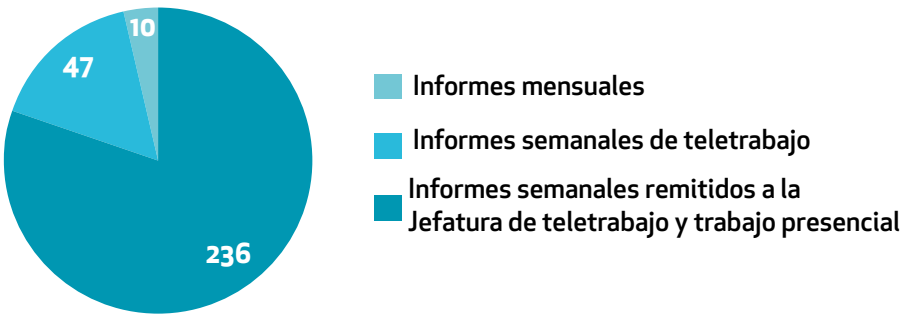 10
47
236
Informes mensuales
Informes semanales de teletrabajo
Informes semanales remitidos a la
Jefatura de teletrabajo y trabajo presencial